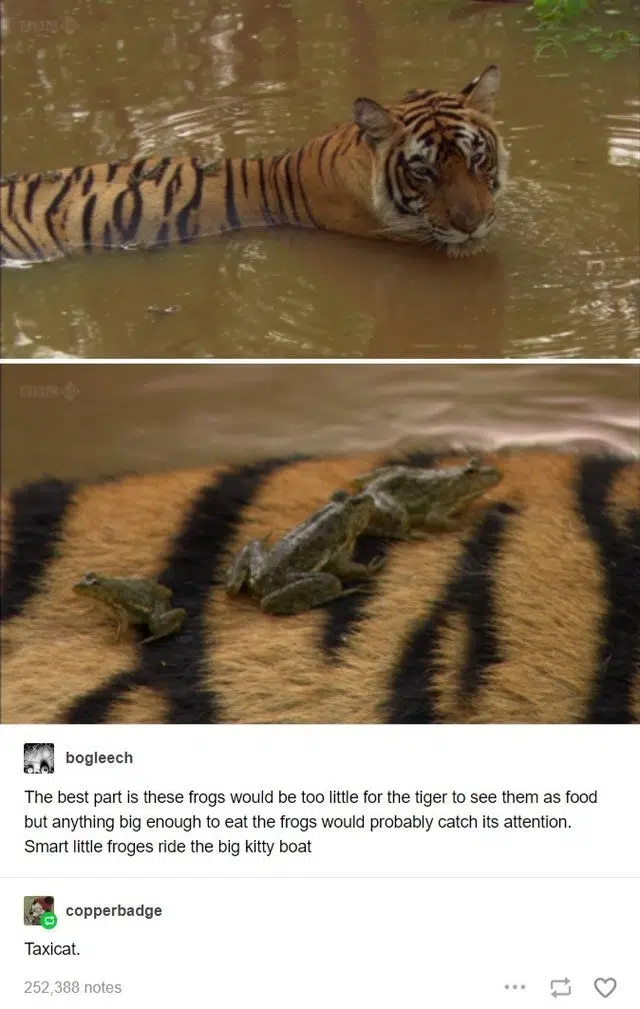 BBC
BBC
bogleech
The best part is these frogs would be too little for the tiger to see them as food
but anything big enough to eat the frogs would probably catch its attention.
Smart little froges ride the big kitty boat
copperbadge
Taxicat.
252,388 notes